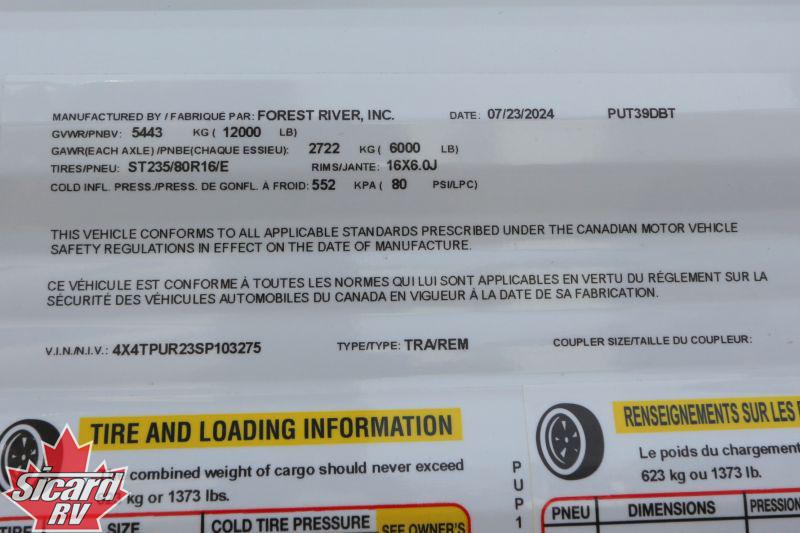 MANUFACTURED BY / FABRIQUE PAR: FOREST RIVER, INC. DATE: 07/23/2024 PUT39DBT
GVWR/PNBV: 5443 KG ( 12000 LB)
GAWR(EACH AXLE) /PNBE(CHAQUE ESSIEU): 2722 KG ( 6000 LB)
TIRES/PNEU: ST235/80R16/E RIMS/JANTE: 16X6.0J
COLD INFL. PRESS./PRESS. DE GONFL. À FROID: 552 KPA ( 80 PSI/LPC)
THIS VEHICLE CONFORMS TO ALL APPLICABLE STANDARDS PRESCRIBED UNDER THE CANADIAN MOTOR VEHICLE
SAFETY REGULATIONS IN EFFECT ON THE DATE OF MANUFACTURE.
CE VÉHICULE EST CONFORME À TOUTES LES NORMES QUI LUI SONT APPLICABLES EN VERTU DU RÉGLEMENT SUR LA
SÉCURITÉ DES VÉHICULES AUTOMOBILES DU CANADA EN VIGUEUR À LA DATE DE SA FABRICATION.
V.I.N./N.I.V.: 4X4TPUR23SP103275 TYPE/TYPE: TRA/REM COUPLER SIZE/TAILLE DU COUPLEUR:
TIRE AND LOADING INFORMATION
combined weight of cargo should never exceed
kg or 1373 lbs.
TIRE SIZE COLD TIRE PRESSURE SEE OWNER'S
PUP1
RENSEIGNEMENTS SUR LES
Le poids du chargement
623 kg ou 1373 lb.
PNEU DIMENSIONS PRESSION
Sicard
RV